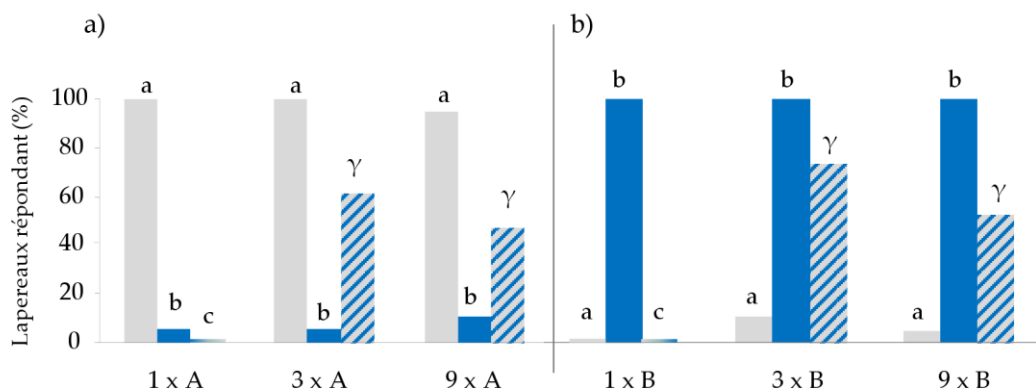 a)
b)
Lapereaux répondant (%)
100
80
60
40
20
0
a
b
c
a
b
γ
a
b
γ
a
b
c
a
b
γ
a
b
γ
1 x A
3 x A
9 x A
1 x B
3 x B
9 x B